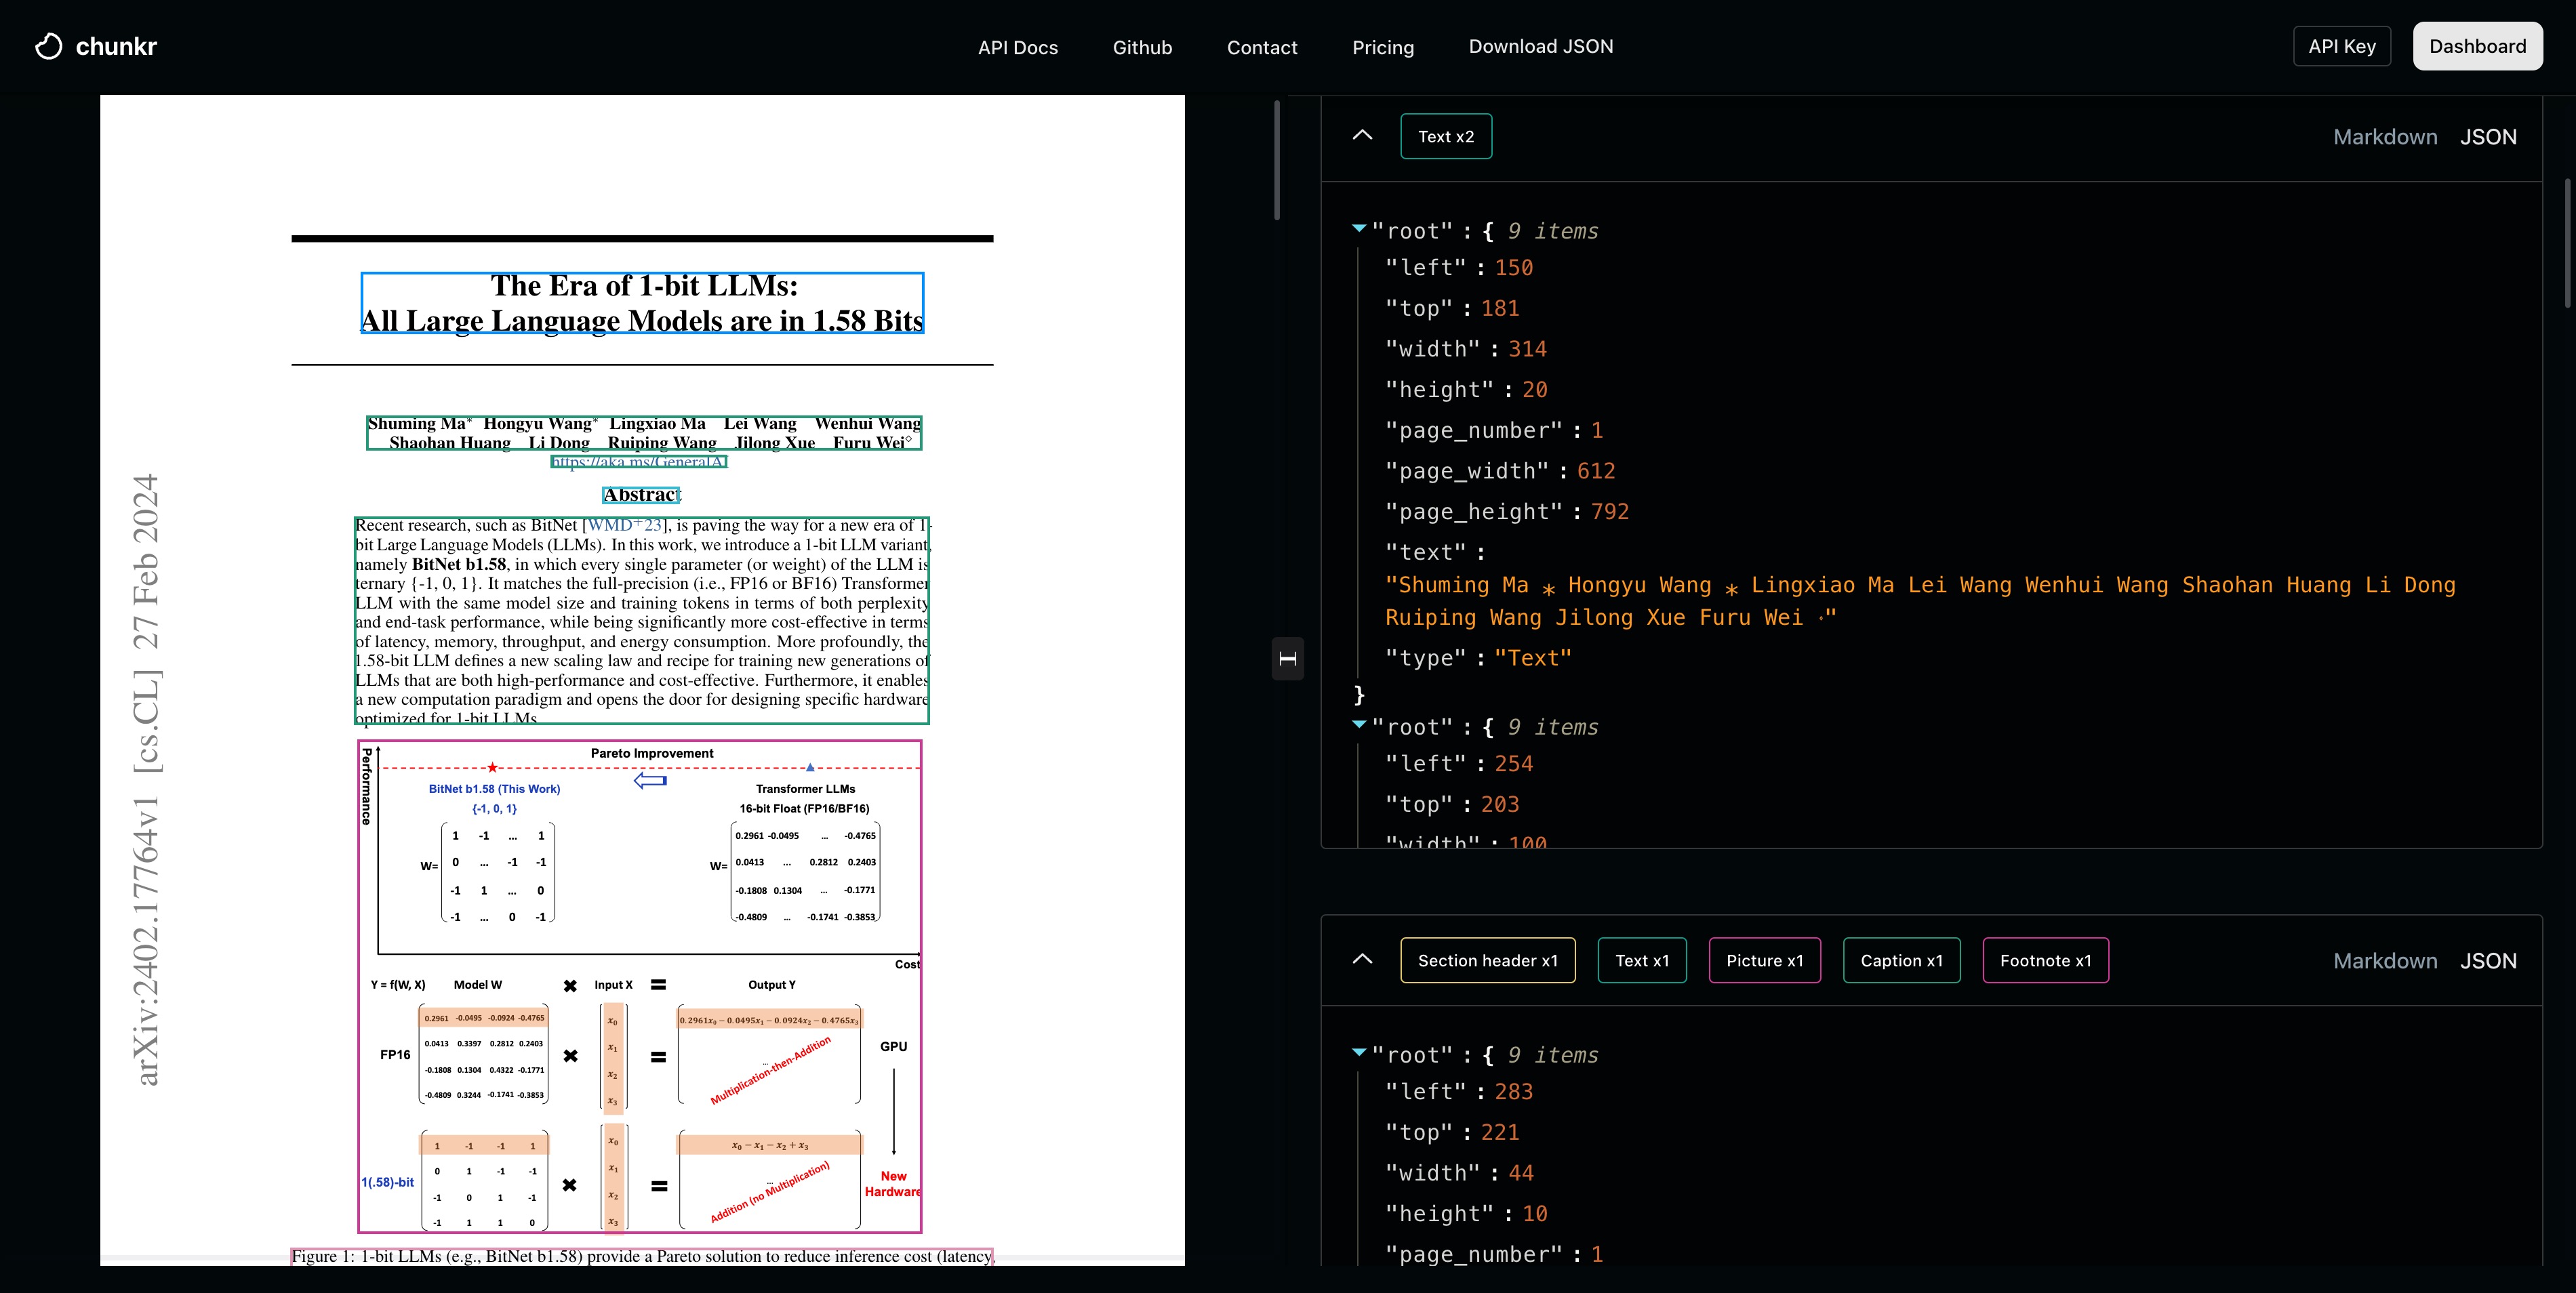 chunkr
API Docs
Github
Contact
Pricing
Download JSON
API Key
Dashboard
arXiv:2402.17764v1 [cs.CL] 27 Feb 2024
The Era of 1-bit LLMs:
All Large Language Models are in 1.58 Bits
Shuming Ma* Hongyu Wang* Lingxiao Ma Lei Wang Wenhui Wang
Shaohan Huang Li Dong Ruiping Wang Jilong Xue Furu Wei◇
https://aka.ms/GeneralAI
Abstract
Recent research, such as BitNet [WMD+23], is paving the way for a new era of 1-
bit Large Language Models (LLMs). In this work, we introduce a 1-bit LLM variant,
namely BitNet b1.58, in which every single parameter (or weight) of the LLM is
ternary {-1, 0, 1}. It matches the full-precision (i.e., FP16 or BF16) Transformer
LLM with the same model size and training tokens in terms of both perplexity
and end-task performance, while being significantly more cost-effective in terms
of latency, memory, throughput, and energy consumption. More profoundly, the
1.58-bit LLM defines a new scaling law and recipe for training new generations of
LLMs that are both high-performance and cost-effective. Furthermore, it enables
a new computation paradigm and opens the door for designing specific hardware
optimized for 1-bit LLMs.
Performance
Pareto Improvement
BitNet b1.58 (This Work)
{-1, 0, 1}
W=
1 -1 ... 1
0 ... -1 -1
-1 1 ... 0
-1 ... 0 -1
Transformer LLMs
16-bit Float (FP16/BF16)
W=
0.2961 -0.0495 ... -0.4765
0.0413 ... 0.2812 0.2403
-0.1808 0.1304 ... -0.1771
-0.4809 ... -0.1741 -0.3853
Cost
Y = f(W, X) Model W ✖ Input X = Output Y
FP16
0.2961 -0.0495 -0.0924 -0.4765
0.0413 0.3397 0.2812 0.2403
-0.1808 0.1304 0.4322 -0.1771
-0.4809 0.3244 -0.1741 -0.3853
✖
x₀
x₁
x₂
x₃
=
0.2961x₀ − 0.0495x₁ − 0.0924x₂ − 0.4765x₃
...
Multiplication-then-Addition
GPU
1(.58)-bit
1 -1 -1 1
0 1 -1 -1
-1 0 1 -1
-1 1 1 0
✖
x₀
x₁
x₂
x₃
=
x₀ − x₁ − x₂ + x₃
...
Addition (no Multiplication)
New
Hardware
Figure 1: 1-bit LLMs (e.g., BitNet b1.58) provide a Pareto solution to reduce inference cost (latency,
Text x2
Markdown JSON
"root" : { 9 items
"left" : 150
"top" : 181
"width" : 314
"height" : 20
"page_number" : 1
"page_width" : 612
"page_height" : 792
"text" :
"Shuming Ma ∗ Hongyu Wang ∗ Lingxiao Ma Lei Wang Wenhui Wang Shaohan Huang Li Dong
Ruiping Wang Jilong Xue Furu Wei ⋄"
"type" : "Text"
}
"root" : { 9 items
"left" : 254
"top" : 203
"width" : 100
Section header x1
Text x1
Picture x1
Caption x1
Footnote x1
Markdown JSON
"root" : { 9 items
"left" : 283
"top" : 221
"width" : 44
"height" : 10
"page_number" : 1